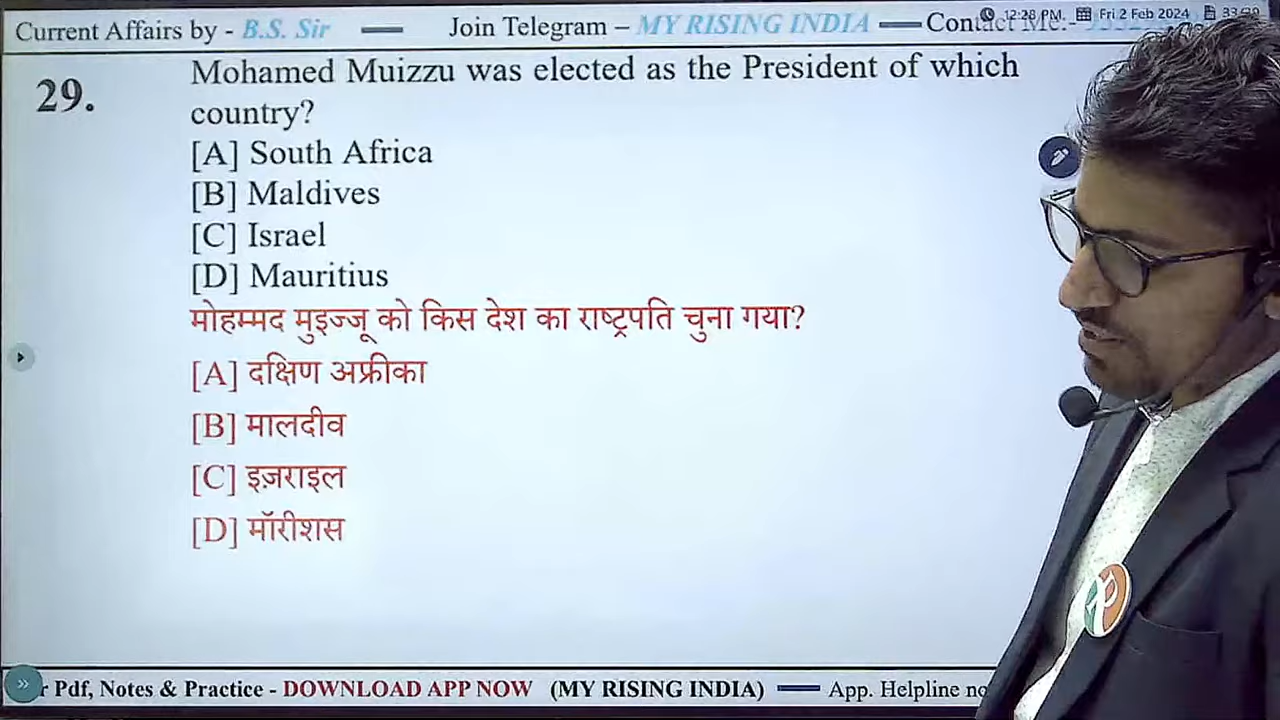 Current Affairs by - B.S. Sir Join Telegram – MY RISING INDIA Contact Me.-
12:28 PM. Fri 2 Feb 2024
29.
Mohamed Muizzu was elected as the President of which
country?
[A] South Africa
[B] Maldives
[C] Israel
[D] Mauritius
मोहम्मद मुइज्जू को किस देश का राष्ट्रपति चुना गया?
[A] दक्षिण अफ्रीका
[B] मालदीव
[C] इज़राइल
[D] मॉरीशस
r Pdf, Notes & Practice - DOWNLOAD APP NOW (MY RISING INDIA) App. Helpline no